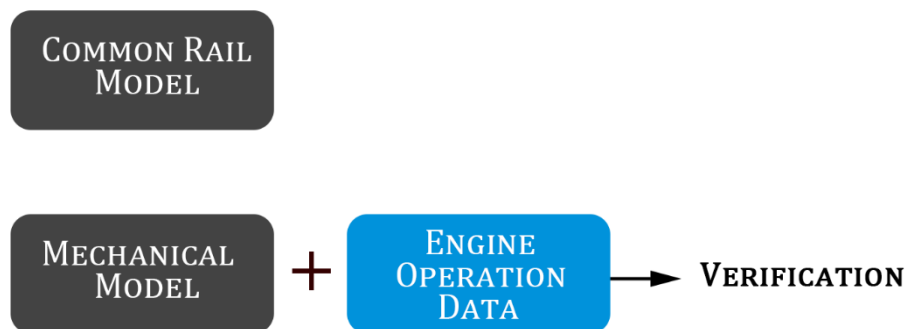 COMMON RAIL
MODEL
MECHANICAL
MODEL
+
ENGINE
OPERATION
DATA
VERIFICATION